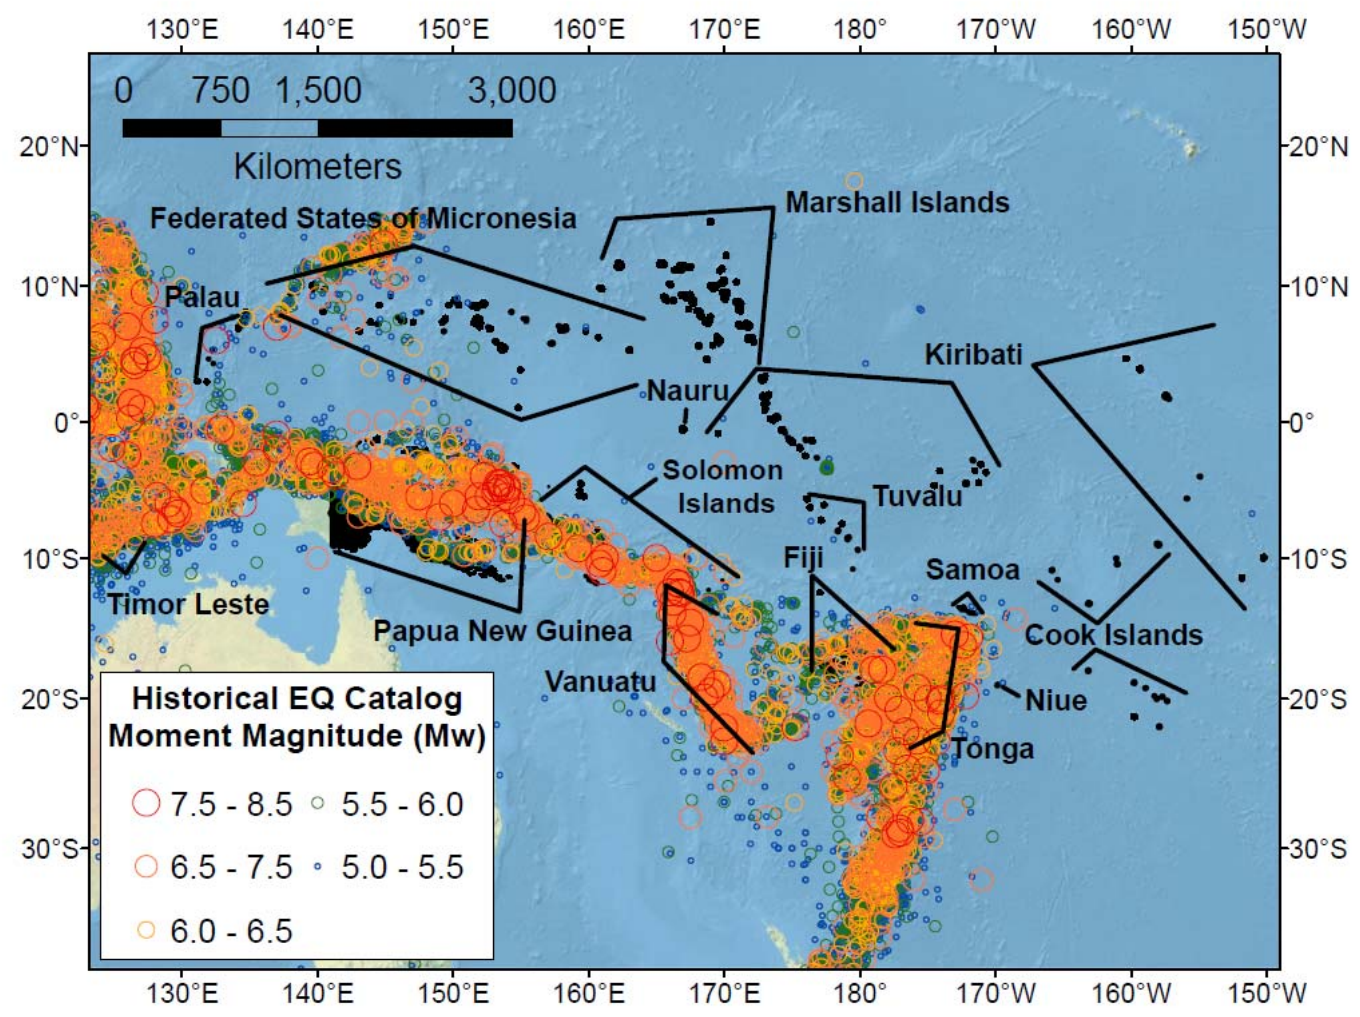 130°E 140°E 150°E 160°E 170°E 180° 170°W 160°W 150°W
0 750 1,500 3,000
Kilometers
20°N 20°N
Federated States of Micronesia
Marshall Islands
10°N 10°N
Palau
Kiribati
Nauru
0° 0°
Solomon
Islands
Tuvalu
10°S 10°S
Fiji
Samoa
Timor Leste
Papua New Guinea
Cook Islands
Vanuatu
20°S 20°S
Niue
Tonga
Historical EQ Catalog
Moment Magnitude (Mw)
7.5 - 8.5 5.5 - 6.0
6.5 - 7.5 5.0 - 5.5
6.0 - 6.5
30°S 30°S
130°E 140°E 150°E 160°E 170°E 180° 170°W 160°W 150°W